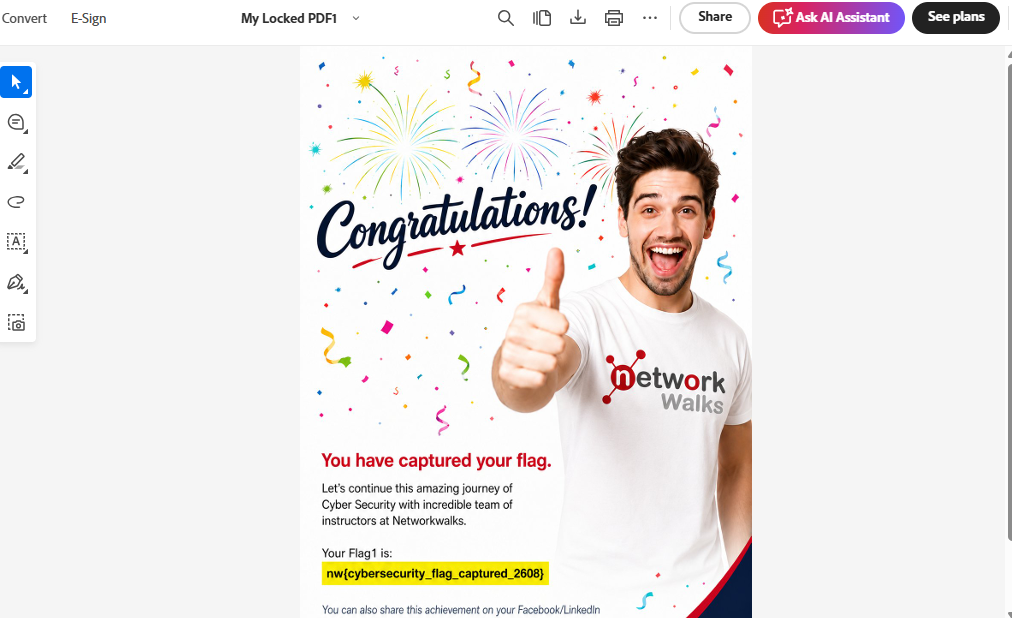 Convert E-Sign My Locked PDF1 Share Ask AI Assistant See plans
Congratulations!
network
Walks
You have captured your flag.
Let's continue this amazing journey of
Cyber Security with incredible team of
instructors at Networkwalks.
Your Flag1 is:
nw{cybersecurity_flag_captured_2608}
You can also share this achievement on your Facebook/LinkedIn